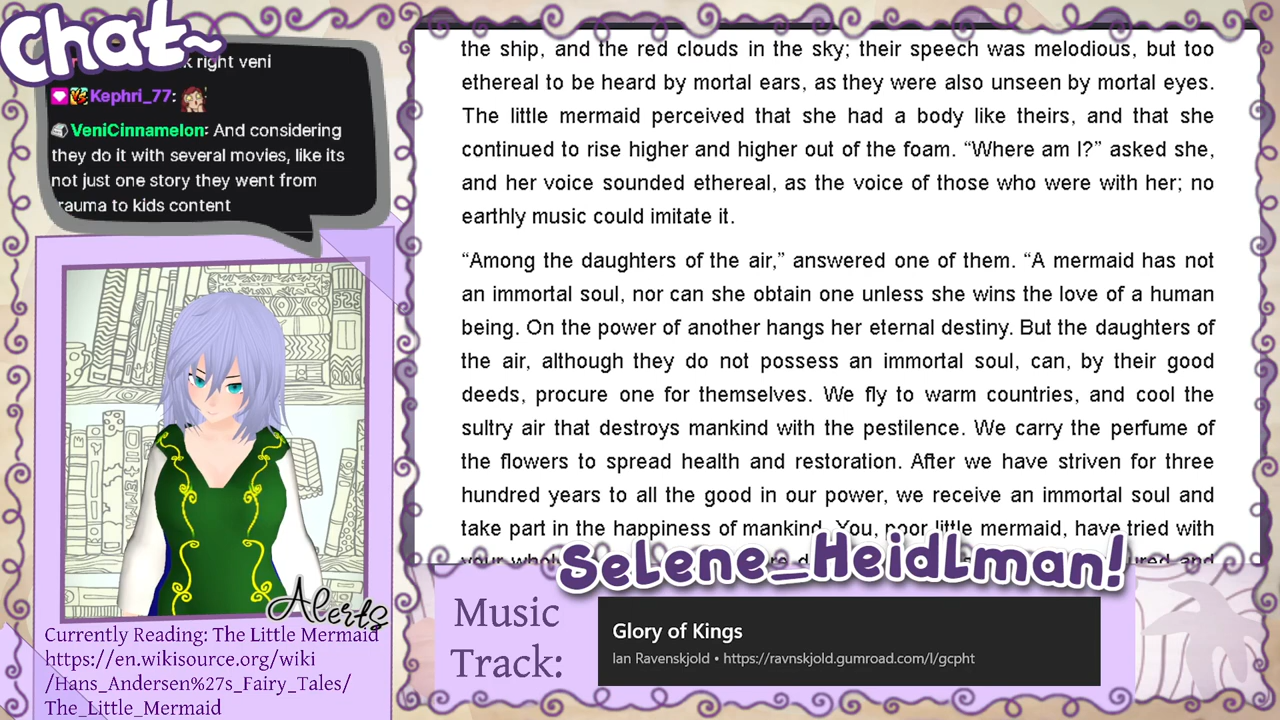 Chat~
right veni
Kephri_77:
VeniCinnamelon: And considering
they do it with several movies, like its
not just one story they went from
rauma to kids content
the ship, and the red clouds in the sky; their speech was melodious, but too
ethereal to be heard by mortal ears, as they were also unseen by mortal eyes.
The little mermaid perceived that she had a body like theirs, and that she
continued to rise higher and higher out of the foam. “Where am I?” asked she,
and her voice sounded ethereal, as the voice of those who were with her; no
earthly music could imitate it.
“Among the daughters of the air,” answered one of them. “A mermaid has not
an immortal soul, nor can she obtain one unless she wins the love of a human
being. On the power of another hangs her eternal destiny. But the daughters of
the air, although they do not possess an immortal soul, can, by their good
deeds, procure one for themselves. We fly to warm countries, and cool the
sultry air that destroys mankind with the pestilence. We carry the perfume of
the flowers to spread health and restoration. After we have striven for three
hundred years to all the good in our power, we receive an immortal soul and
take part in the happiness of mankind. You, poor little mermaid, have tried with
Selene_Heidlman!
Alerts
Currently Reading: The Little Mermaid
https://en.wikisource.org/wiki
/Hans_Andersen%27s_Fairy_Tales/
The_Little_Mermaid
Music
Track:
Glory of Kings
Ian Ravenskjold • https://ravnskjold.gumroad.com/l/gcpht